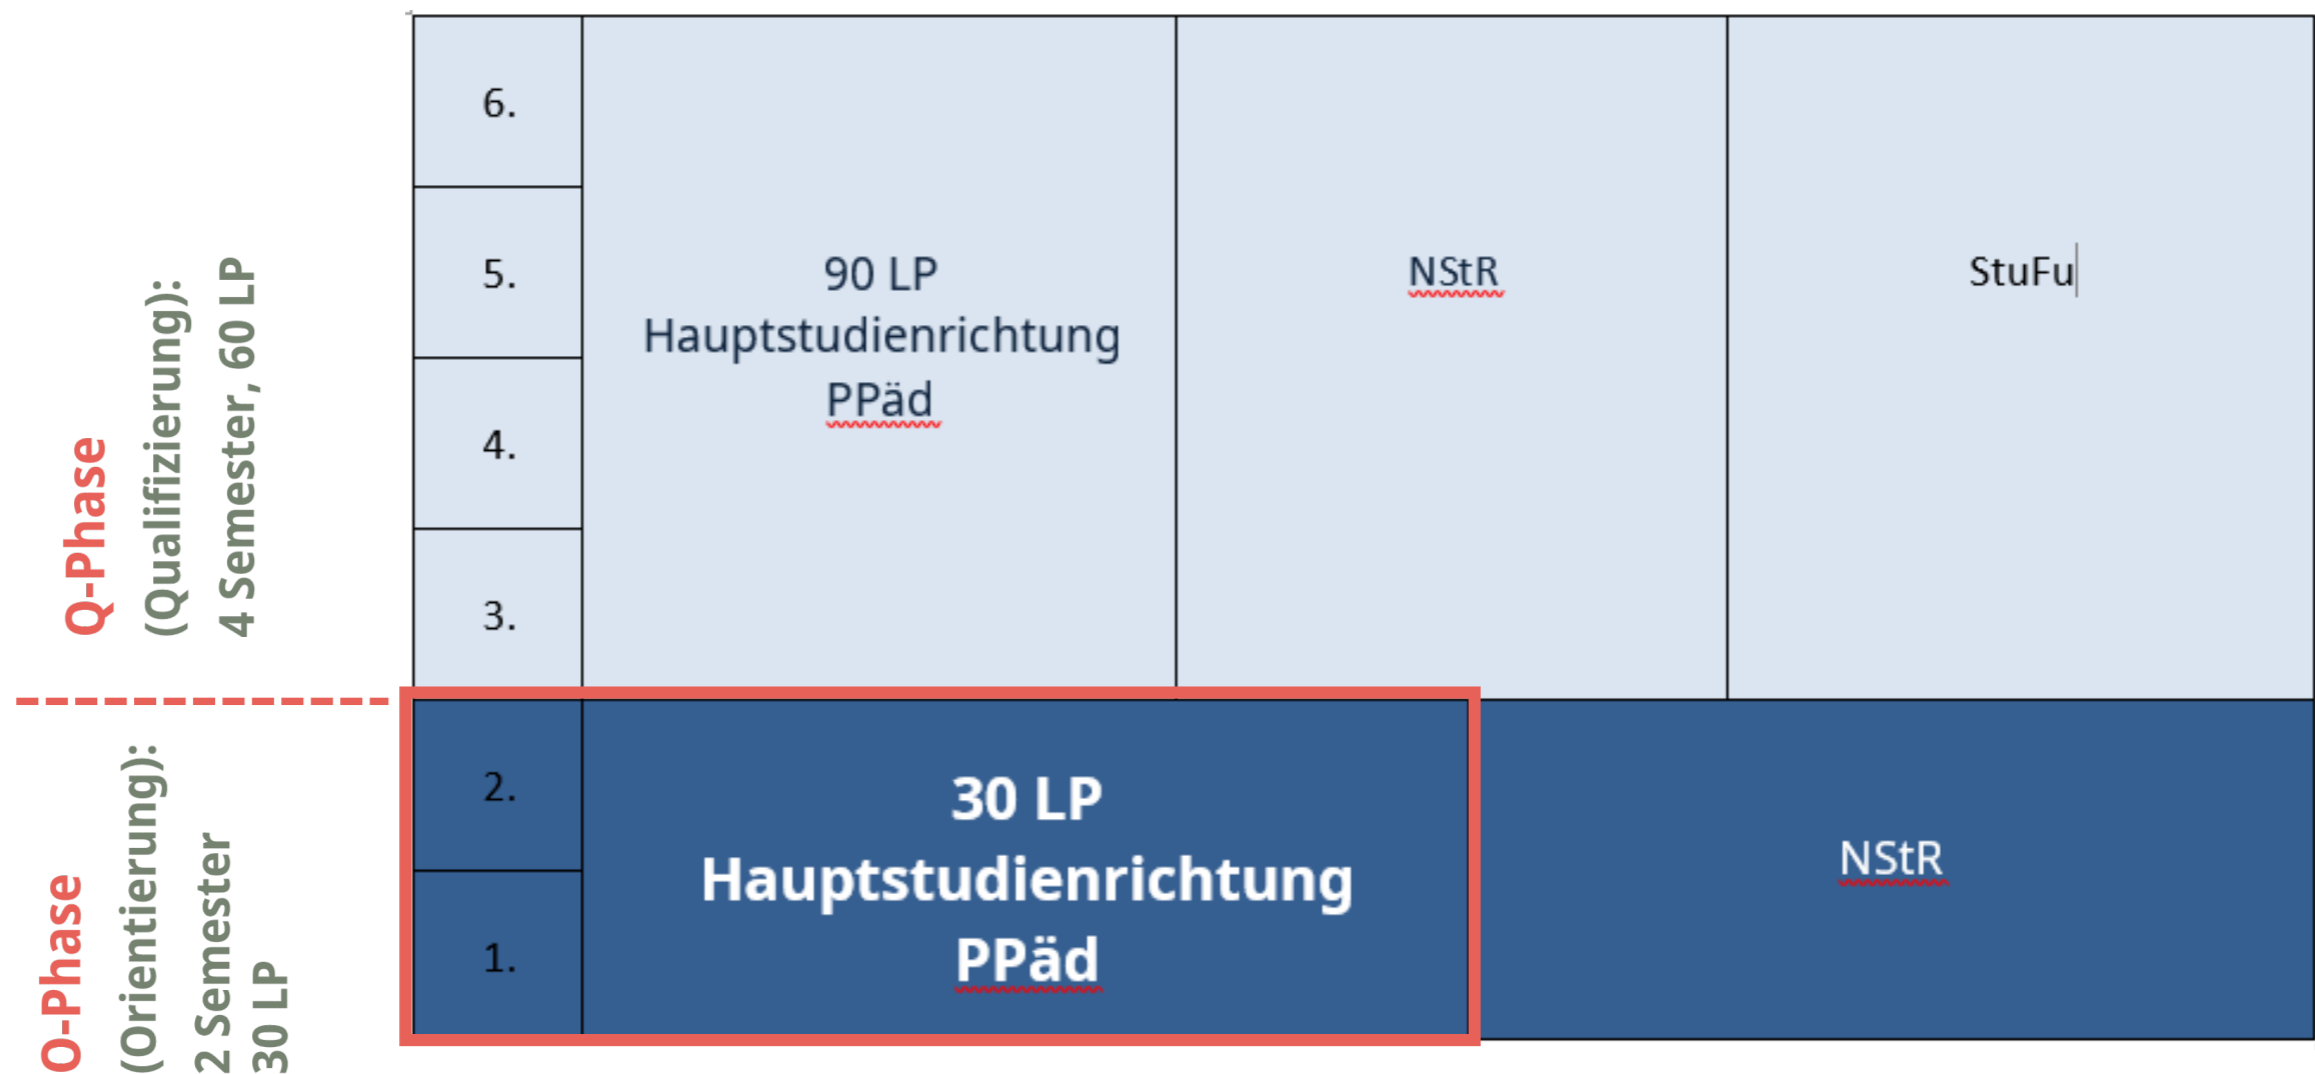 Q-Phase
(Qualifizierung):
4 Semester, 60 LP
O-Phase
(Orientierung):
2 Semester
30 LP
6.
5.
4.
3.
2.
1.
90 LP
Hauptstudienrichtung
PPäd
NStR
StuFu
30 LP
Hauptstudienrichtung
PPäd
NStR